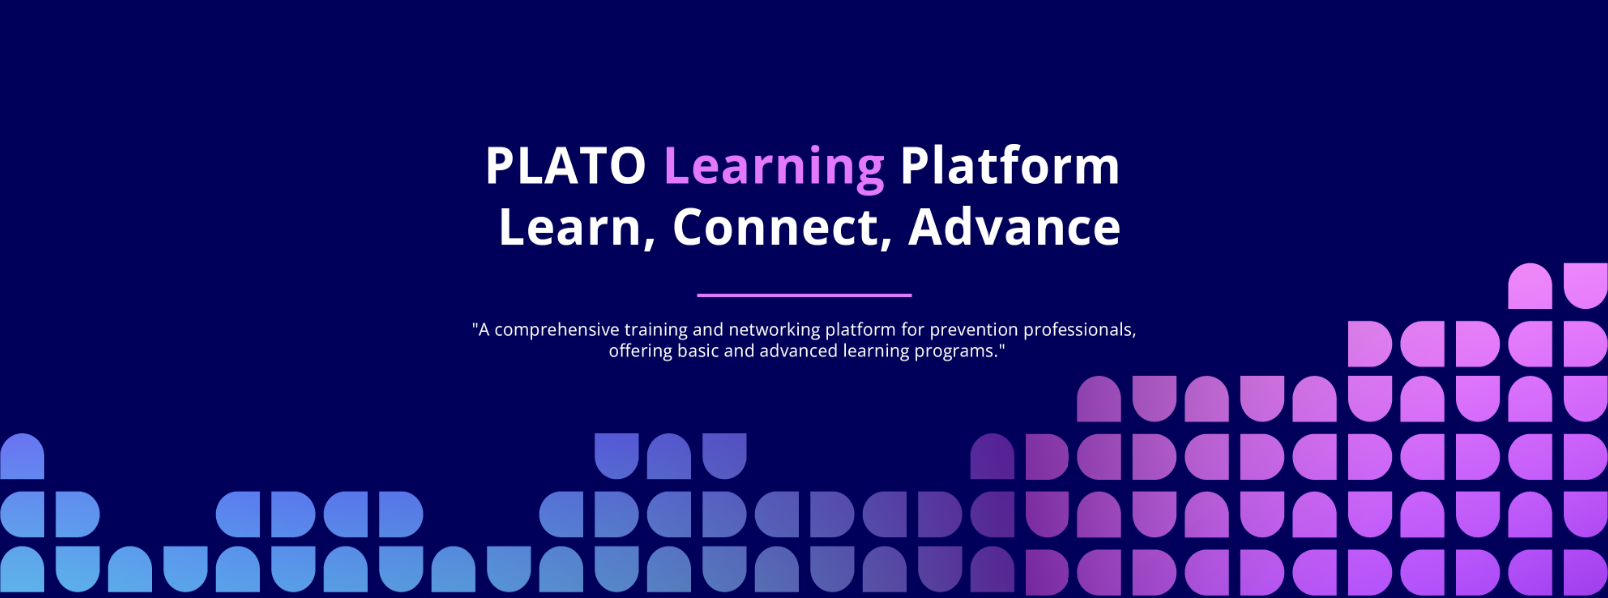 PLATO Learning Platform
Learn, Connect, Advance
"A comprehensive training and networking platform for prevention professionals,
offering basic and advanced learning programs."